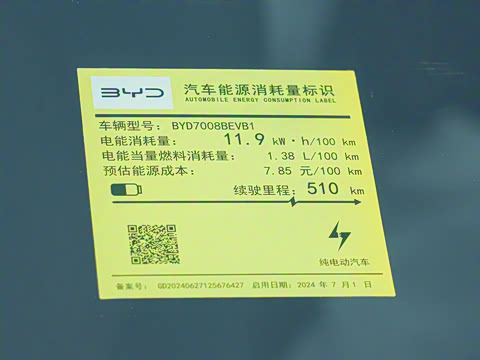 BYD 汽车能源消耗量标识
AUTOMOBILE ENERGY CONSUMPTION LABEL
车辆型号: BYD7008BEVB1
电能消耗量: 11.9 kW·h/100 km
电能当量燃料消耗量: 1.38 L/100 km
预估能源成本: 7.85 元/100 km
续驶里程: 510 km
纯电动汽车
备案号: GD20240627125676427 启用日期: 2024 年 7 月 1 日